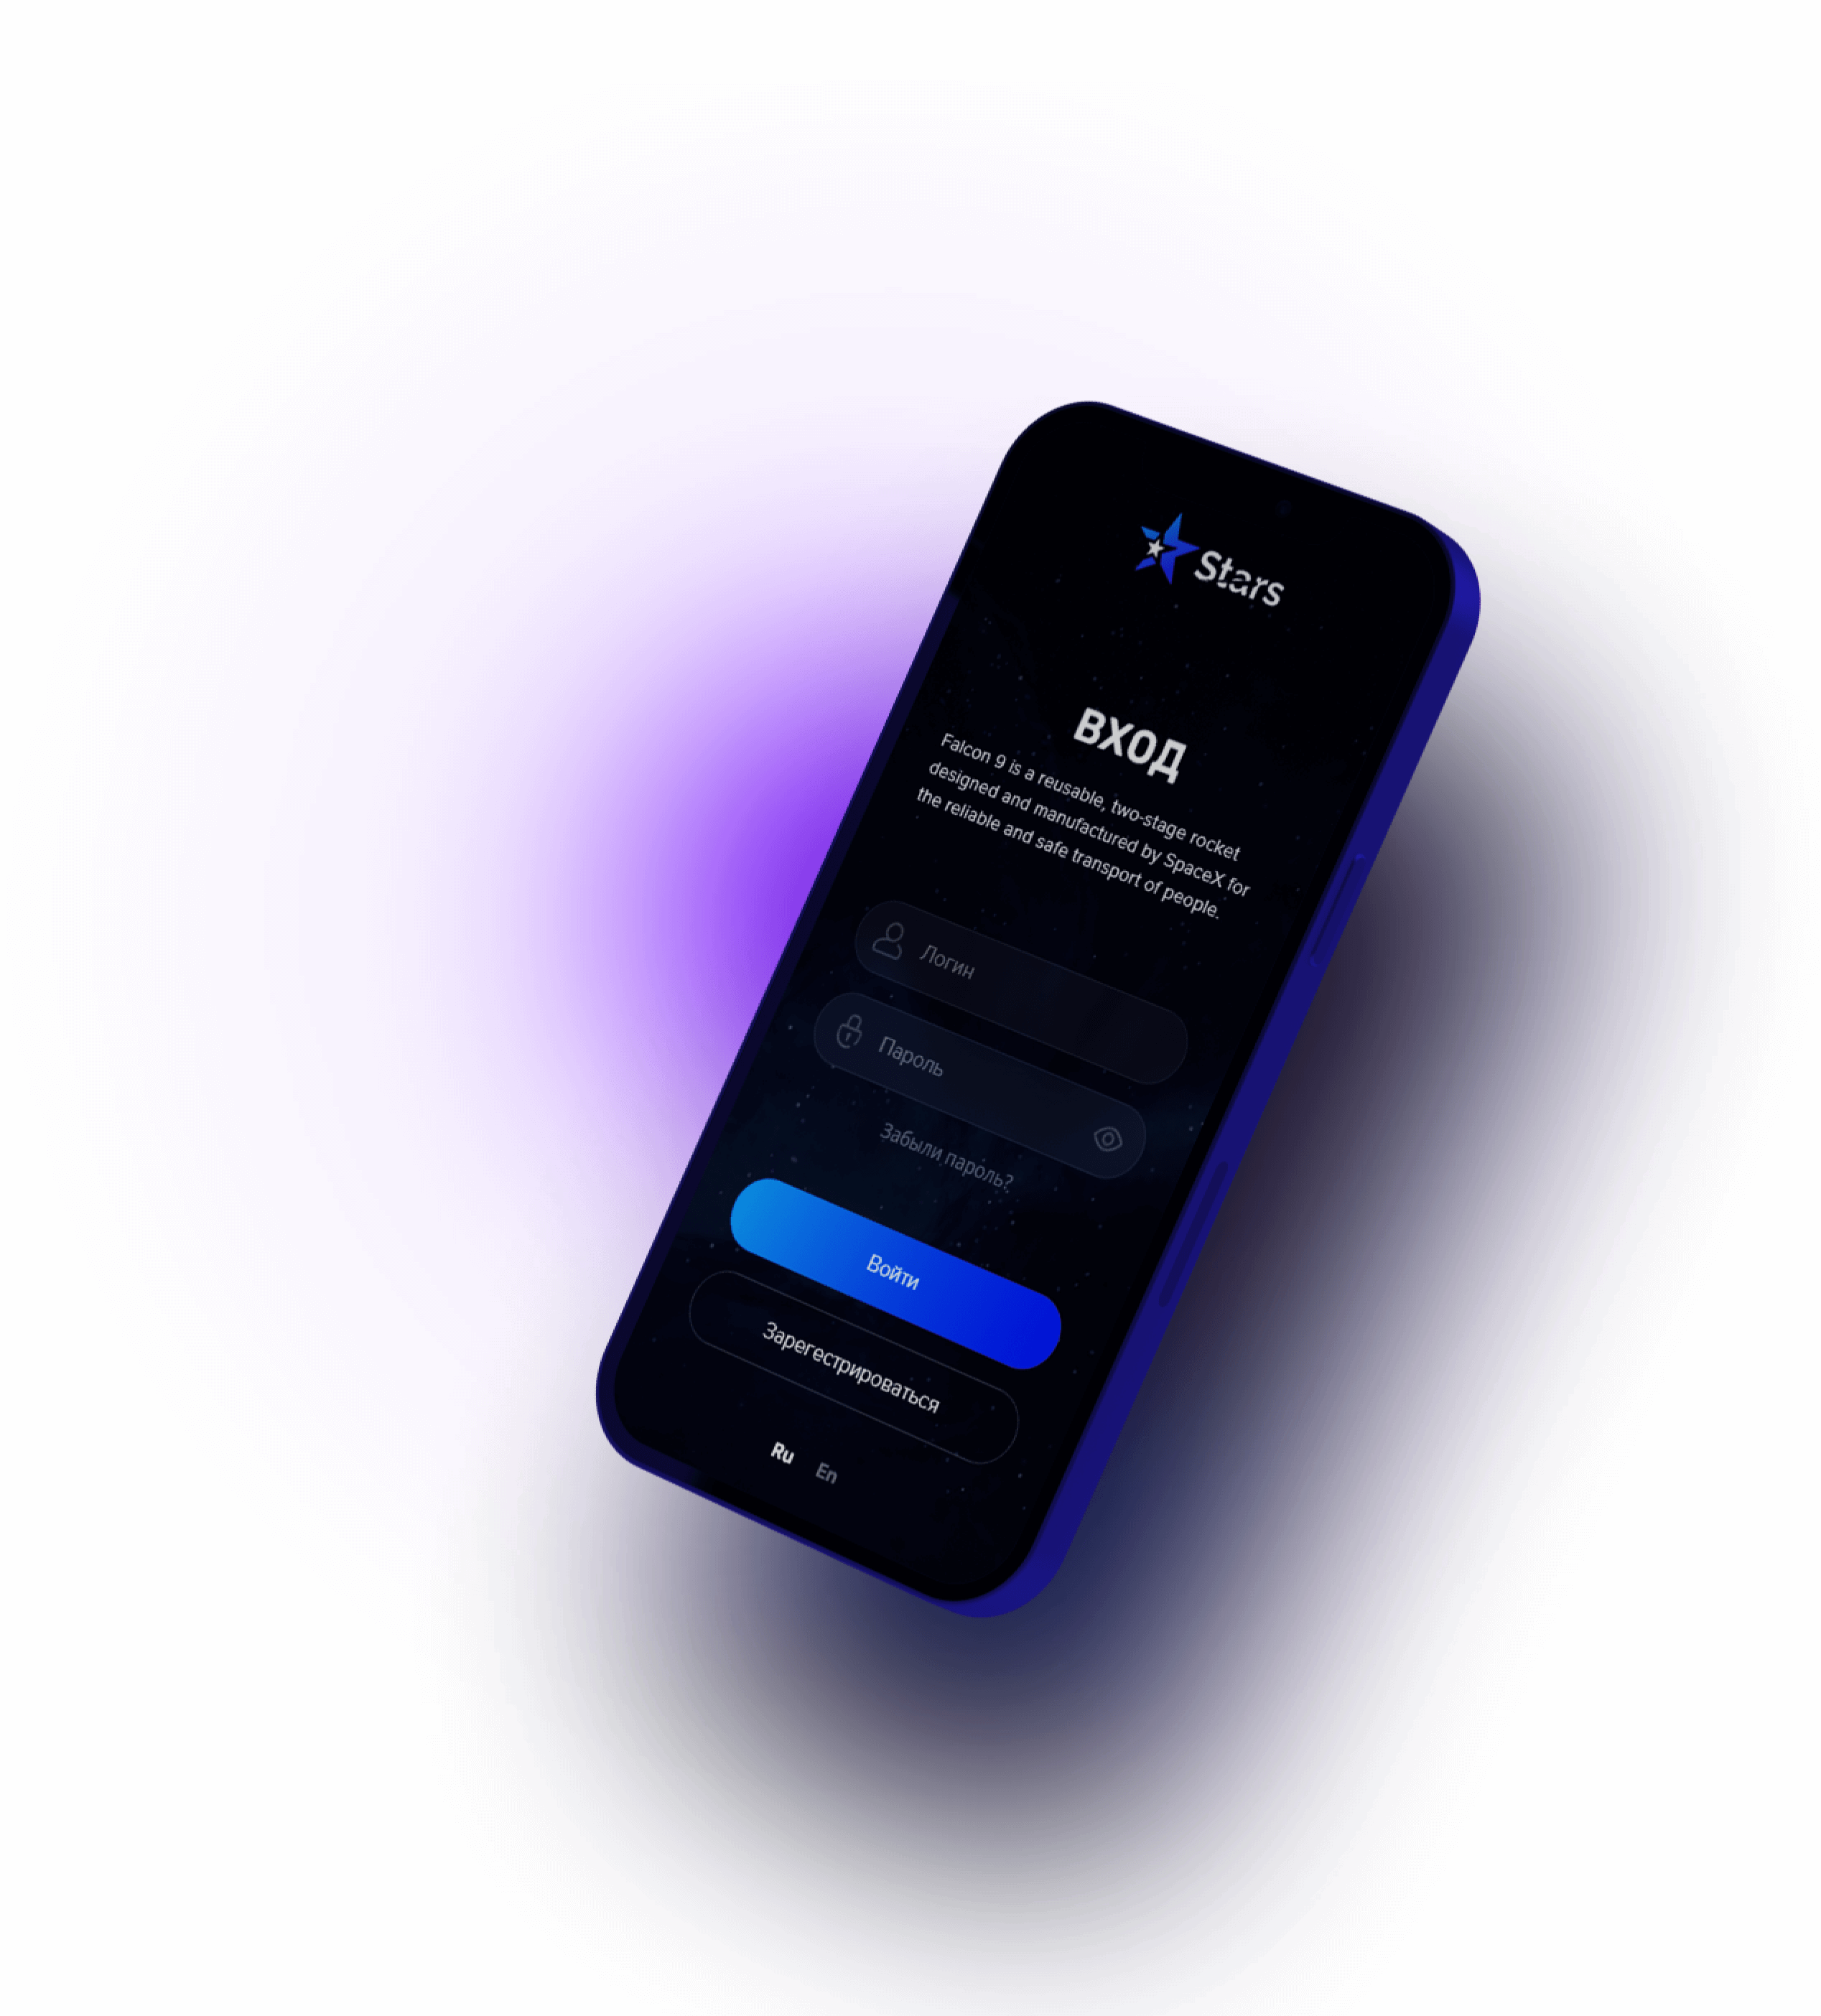 Stars
ВХОД
Falcon 9 is a reusable, two-stage rocket
designed and manufactured by SpaceX for
the reliable and safe transport of people.
Логин
Пароль
Забыли пароль?
Войти
Зарегестрироваться
Ru En